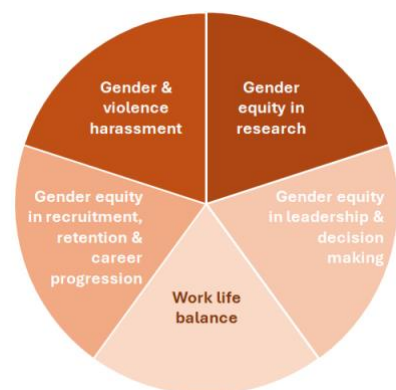 Gender &
violence
harassment
Gender
equity in
research
Gender equity
in recruitment,
retention &
career
progression
Gender equity
in leadership &
decision
making
Work life
balance